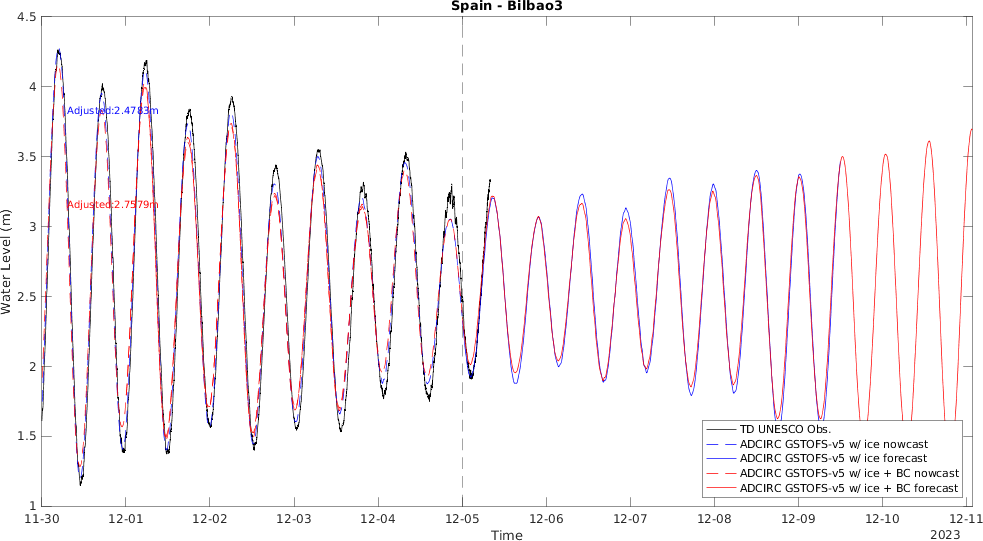 Spain - Bilbao3
4.5
4
3.5
3
2.5
2
1.5
1
Water Level (m)
Adjusted:2.4783m
Adjusted:2.7579m
TD UNESCO Obs.
ADCIRC GSTOFS-v5 w/ ice nowcast
ADCIRC GSTOFS-v5 w/ ice forecast
ADCIRC GSTOFS-v5 w/ ice + BC nowcast
ADCIRC GSTOFS-v5 w/ ice + BC forecast
11-30 12-01 12-02 12-03 12-04 12-05 12-06 12-07 12-08 12-09 12-10 12-11
Time
2023